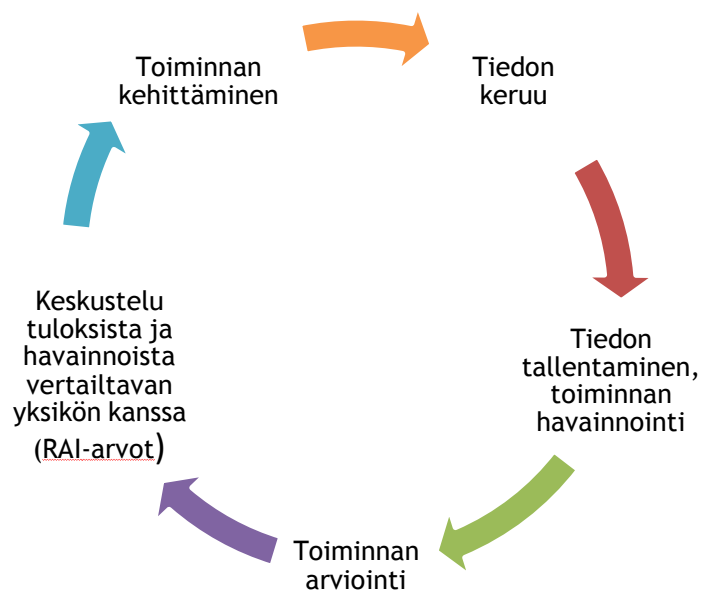 Toiminnan
kehittäminen
Tiedon
keruu
Tiedon
tallentaminen,
toiminnan
havainnointi
Toiminnan
arviointi
Keskustelu
tuloksista ja
havainnoista
vertailtavan
yksikön kanssa
(RAI-arvot)